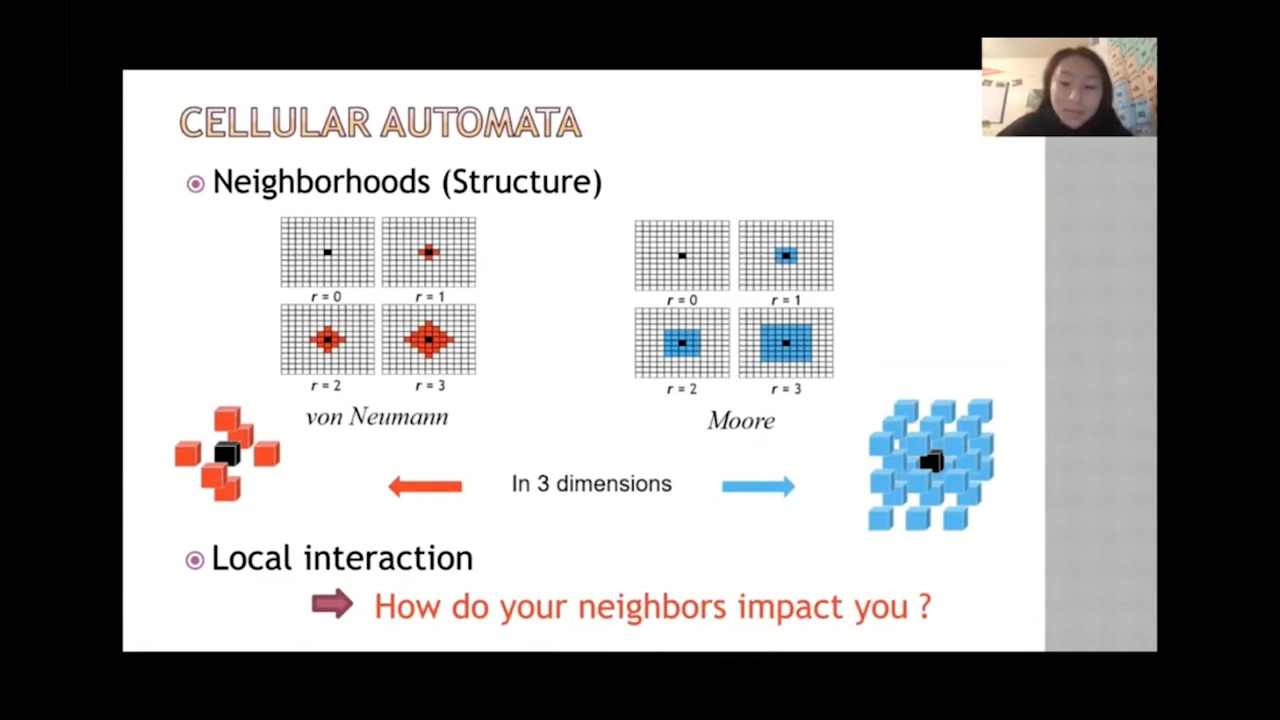 CELLULAR AUTOMATA
Neighborhoods (Structure)
r = 0
r = 1
r = 2
r = 3
von Neumann
r = 0
r = 1
r = 2
r = 3
Moore
In 3 dimensions
Local interaction
How do your neighbors impact you ?